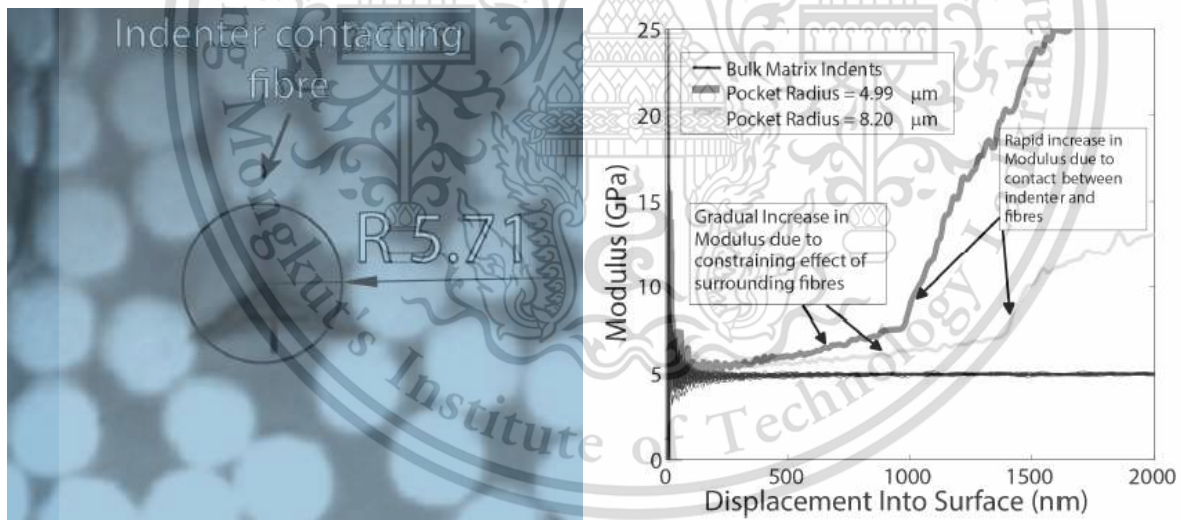 Indenter contacting
fibre
R 5.71
Modulus (GPa)
25
20
15
10
5
0
Bulk Matrix Indents
Pocket Radius = 4.99 μm
Pocket Radius = 8.20 μm
Gradual Increase in
Modulus due to
constraining effect of
surrounding fibres
Rapid increase in
Modulus due to
contact between
indenter and
fibres
0
500
1000
1500
2000
Displacement Into Surface (nm)
Mongkut's Institute of Technology